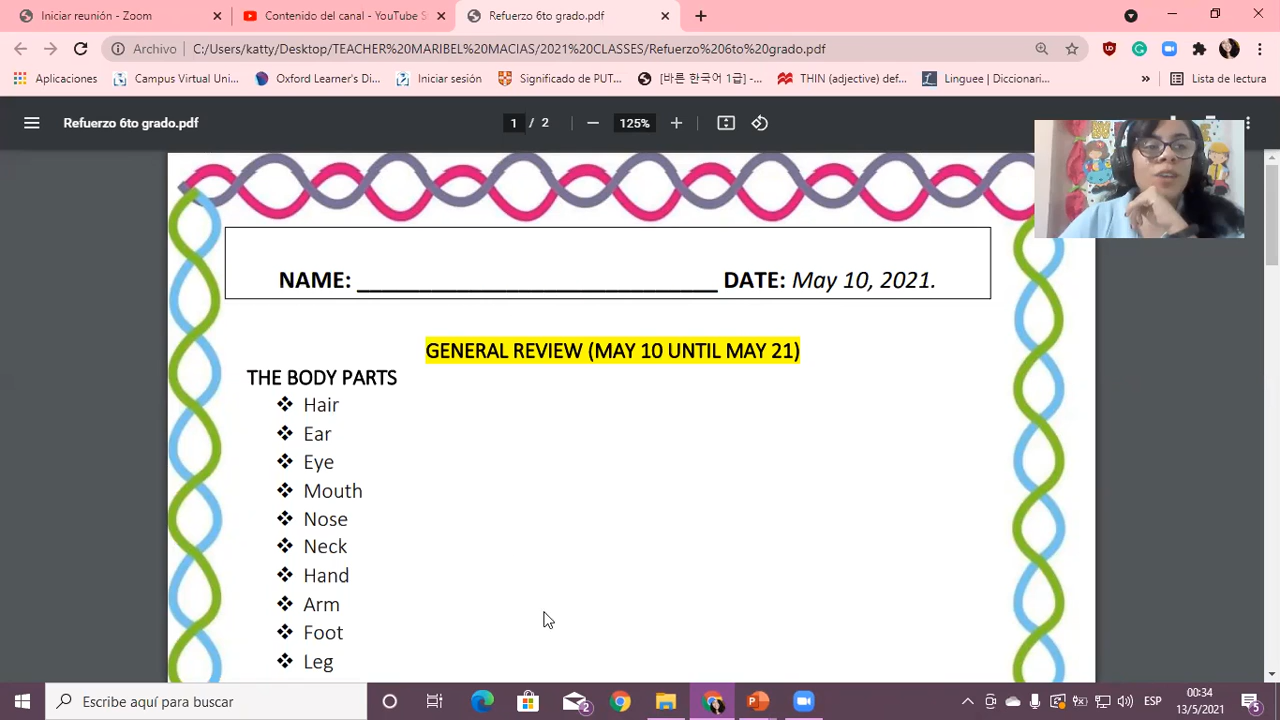 Iniciar reunión - Zoom
Contenido del canal - YouTube S
Refuerzo 6to grado.pdf
Archivo
C:/Users/katty/Desktop/TEACHER%20MARIBEL%20MACIAS/2021%20CLASSES/Refuerzo%206to%20grado.pdf
Aplicaciones
Campus Virtual Uni...
Oxford Learner's Di...
Iniciar sesión
Significado de PUT...
[바른 한국어1급] -...
THIN (adjective) def...
Linguee | Diccionari...
»
Lista de lectura
Refuerzo 6to grado.pdf
1 / 2
125%
NAME: ______________________________ DATE: May 10, 2021.
GENERAL REVIEW (MAY 10 UNTIL MAY 21)
THE BODY PARTS
❖ Hair
❖ Ear
❖ Eye
❖ Mouth
❖ Nose
❖ Neck
❖ Hand
❖ Arm
❖ Foot
❖ Leg
Escribe aquí para buscar
2
ESP
00:34
13/5/2021
5